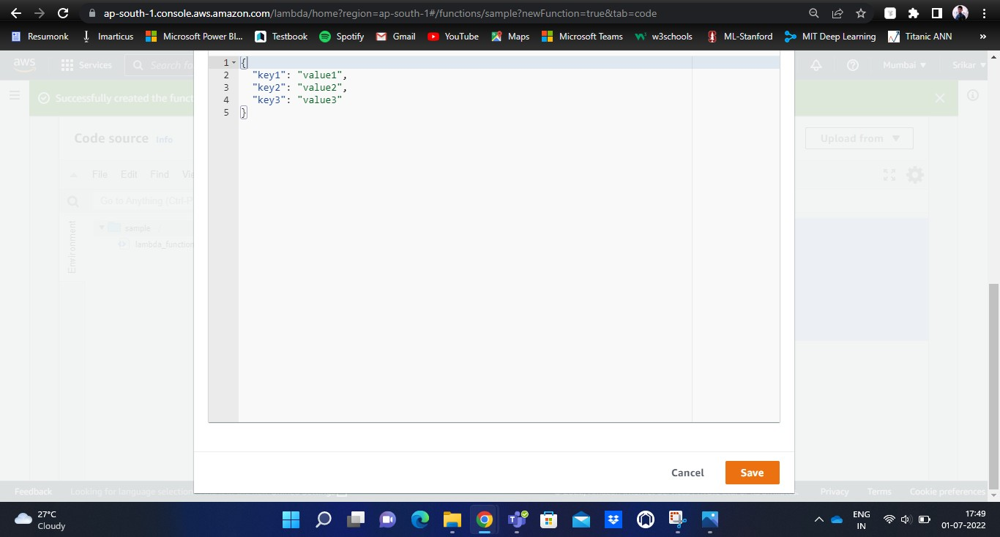 ap-south-1.console.aws.amazon.com/lambda/home?region=ap-south-1#/functions/sample?newFunction=true&tab=code
Resumonk Imarticus Microsoft Power BI... Testbook Spotify Gmail YouTube Maps Microsoft Teams w3schools ML-Stanford MIT Deep Learning Titanic ANN »
aws Services Search fo Mumbai Srikar
Successfully created the funct
Code source Info Upload from
File Edit Find Vie
Go to Anything (Ctrl-P
Environment
sample
lambda_function
1 {
2 "key1": "value1",
3 "key2": "value2",
4 "key3": "value3"
5 }
Cancel Save
Feedback Looking for language selection Privacy Terms Cookie preferences
27°C
Cloudy
ENG
IN
17:49
01-07-2022